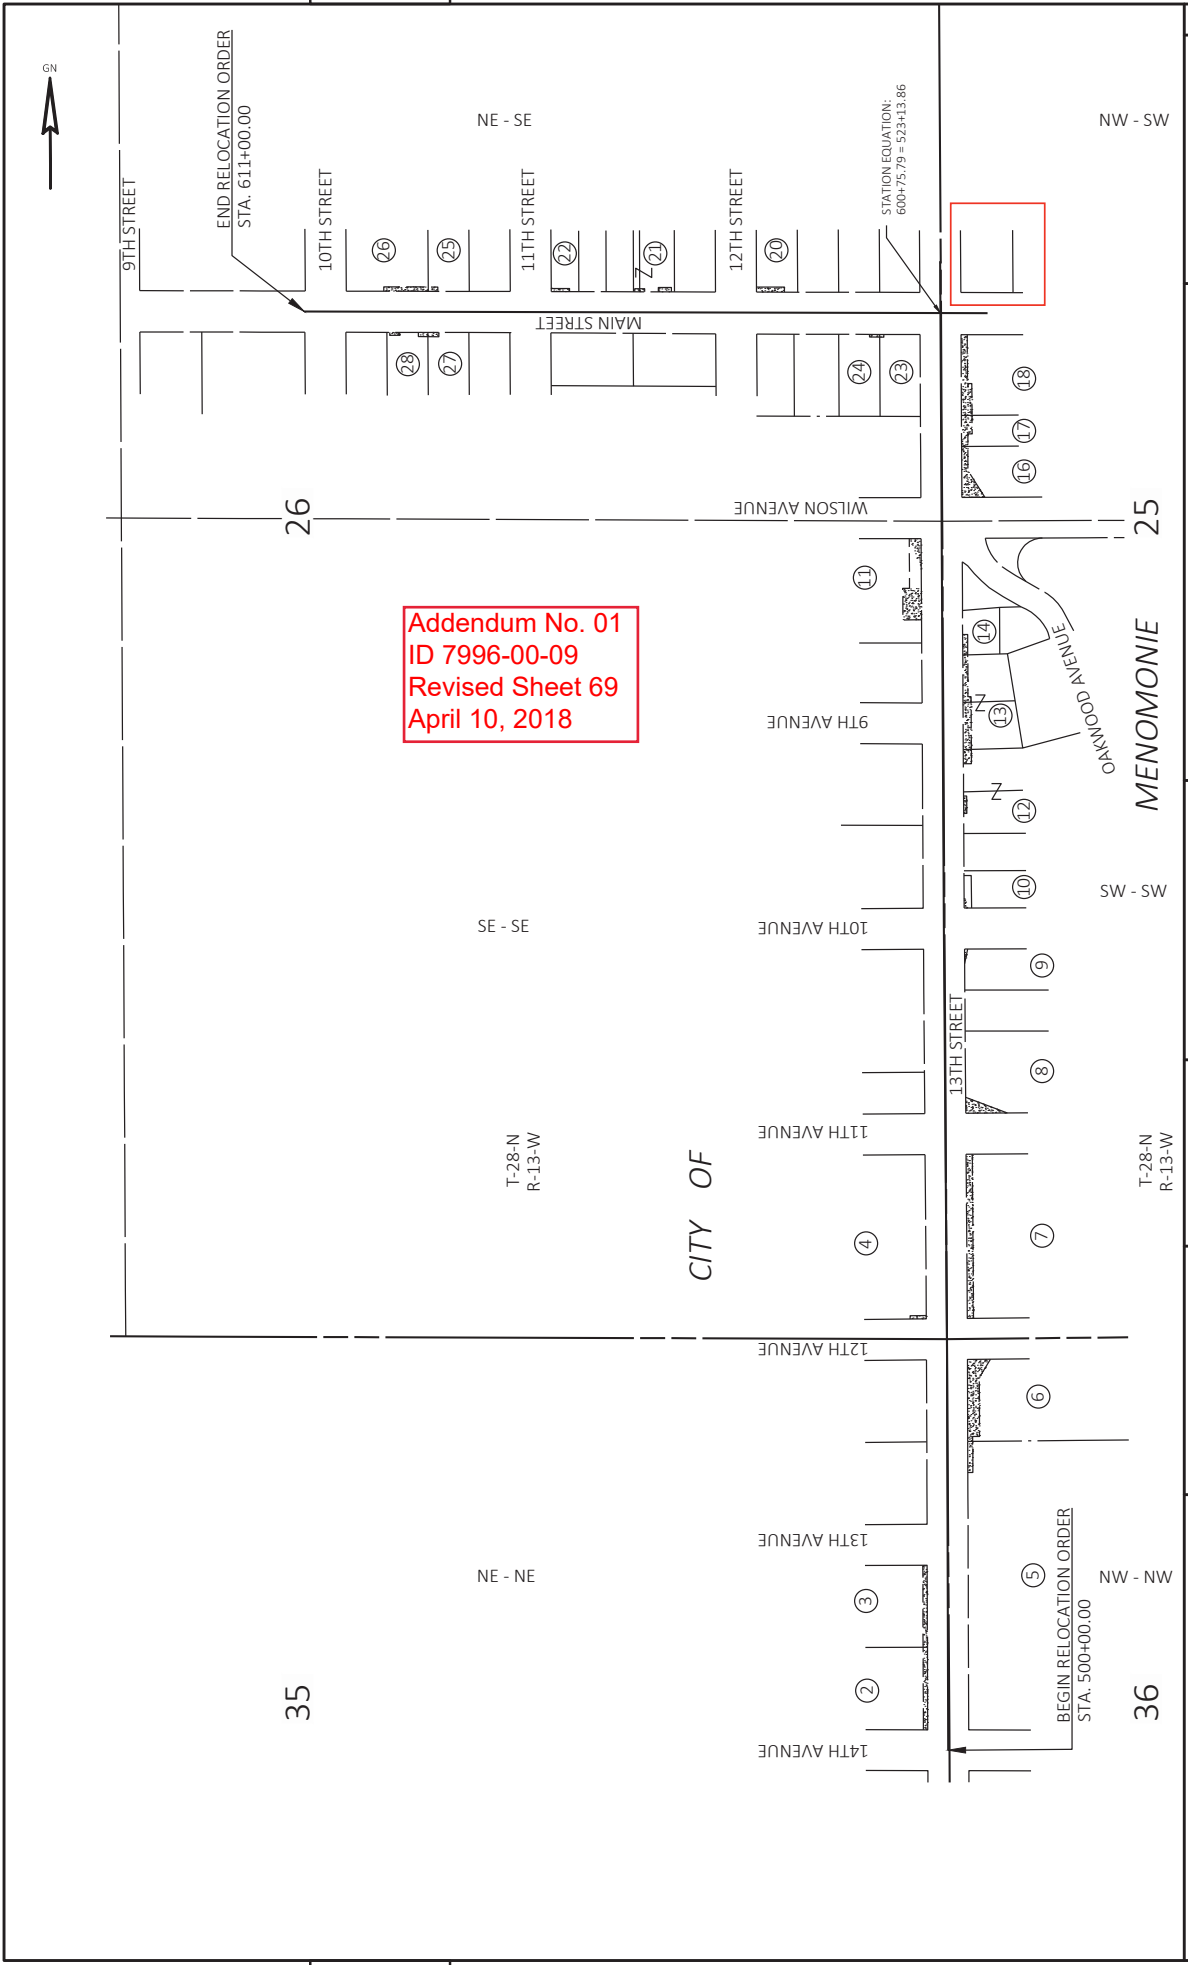 GN
9TH STREET
END RELOCATION ORDER
STA. 611+00.00
10TH STREET
11TH STREET
12TH STREET
NE - SE
NW - SW
STATION EQUATION:
600+75.79 = 523+13.86
26
25
22
21
20
Z
MAIN STREET
28
27
24
23
18
17
16
26
WILSON AVENUE
25
11
14
13
Z
OAKWOOD AVENUE
MENOMONIE
Addendum No. 01
ID 7996-00-09
Revised Sheet 69
April 10, 2018
9TH AVENUE
Z
12
10
SW - SW
SE - SE
10TH AVENUE
9
13TH STREET
8
11TH AVENUE
T-28-N
R-13-W
T-28-N
R-13-W
CITY OF
4
7
12TH AVENUE
6
13TH AVENUE
NE - NE
3
5
NW - NW
2
BEGIN RELOCATION ORDER
STA. 500+00.00
35
36
14TH AVENUE